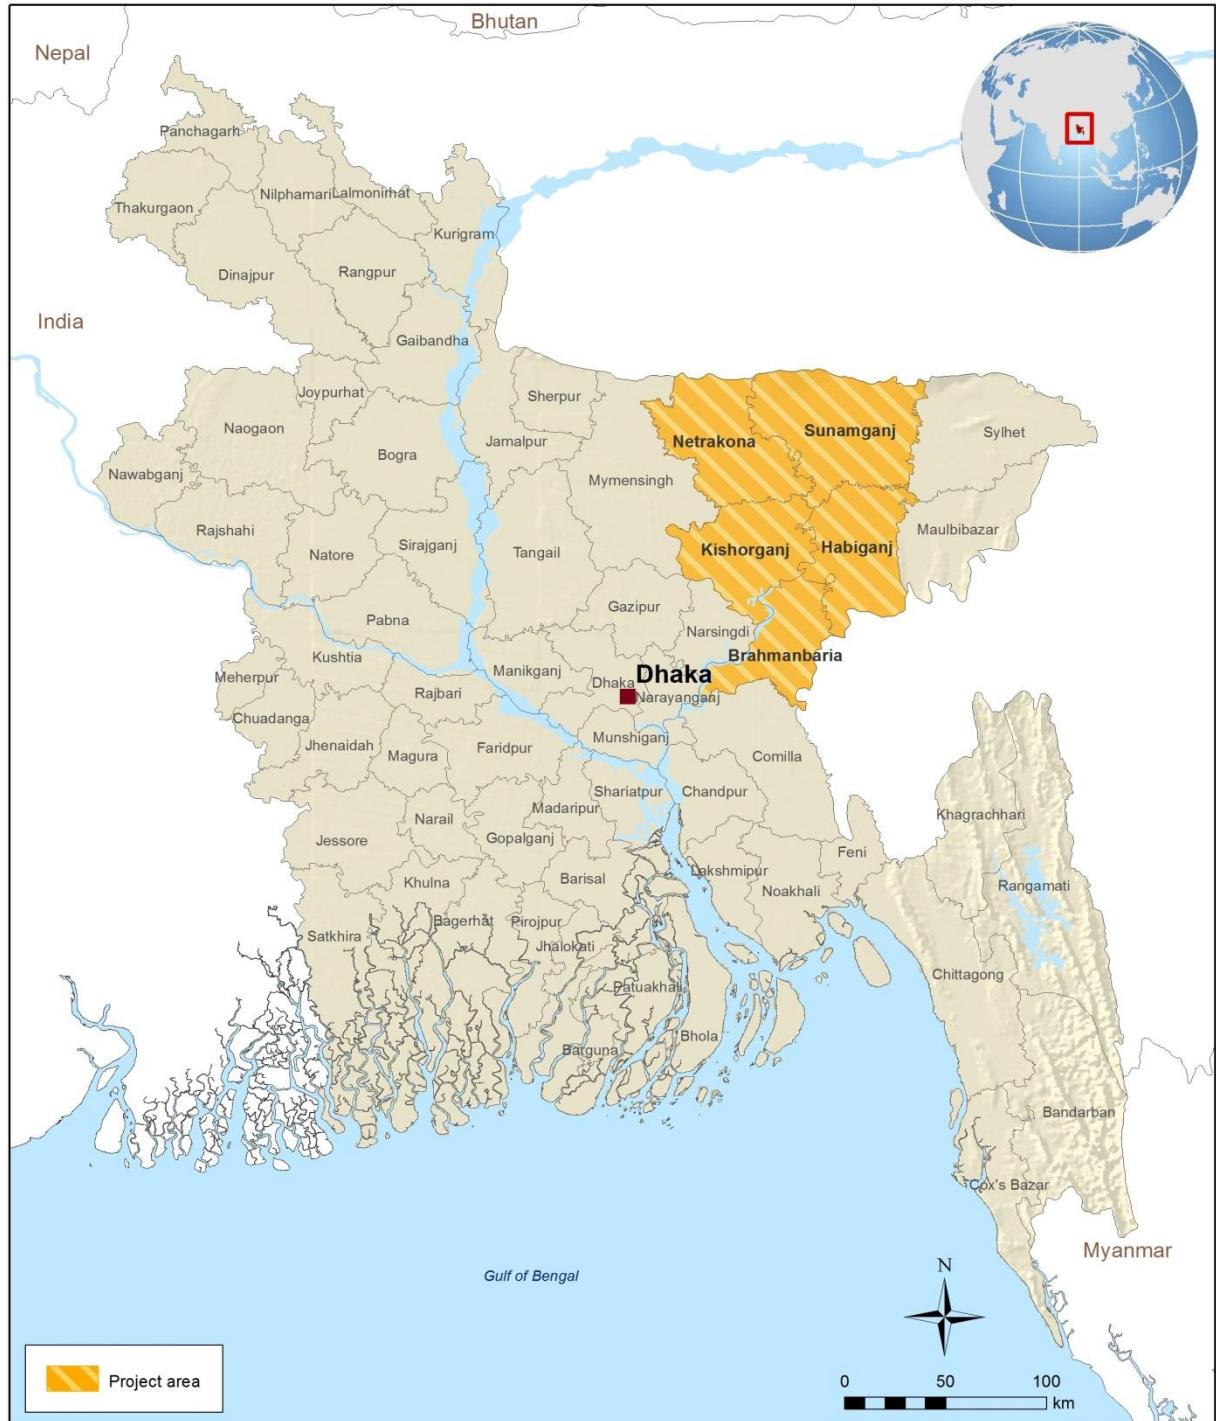 Bhutan
Nepal
Panchagarh
Nilphamari
Lalmonirhat
Thakurgaon
Kurigram
Dinajpur
Rangpur
India
Gaibandha
Joypurhat
Sherpur
Naogaon
Netrakona
Sunamganj
Sylhet
Jamalpur
Bogra
Nawabganj
Mymensingh
Rajshahi
Maulbibazar
Sirajganj
Natore
Tangail
Kishorganj
Habiganj
Gazipur
Pabna
Narsingdi
Kushtia
Brahmanbaria
Manikganj
Dhaka
Dhaka
Meherpur
Rajbari
Narayanganj
Chuadanga
Munshiganj
Jhenaidah
Magura
Faridpur
Comilla
Shariatpur
Chandpur
Madaripur
Khagrachhari
Narail
Jessore
Gopalganj
Feni
Lakshmipur
Barisal
Khulna
Noakhali
Rangamati
Bagerhat
Pirojpur
Satkhira
Jhalokati
Chittagong
Patuakhali
Bhola
Barguna
Bandarban
Cox's Bazar
Myanmar
Gulf of Bengal
N
Project area
0 50 100
km